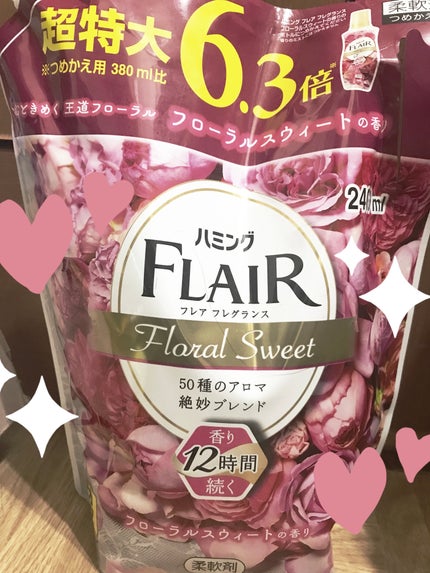 柔軟剤
つめかえ
超特大
※つめかえ用 380ml比
6.3倍※
ときめく 王道フローラル フローラルスウィートの香り
ハミング
FLAIR
フレア フレグランス
Floral Sweet
50種のアロマ
絶妙ブレンド
香り
12時間
続く
フローラルスウィートの香り
柔軟剤